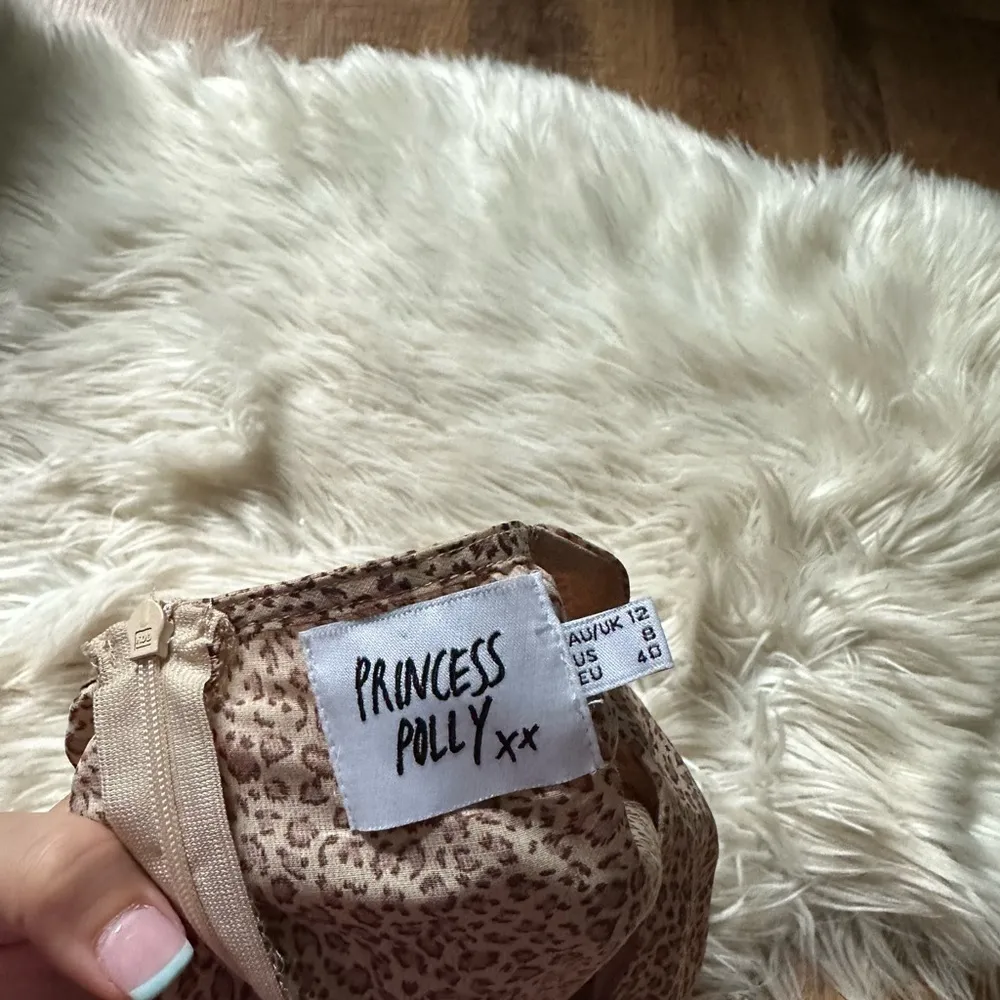 PRINCESS
POLLY xx
AU/UK 12
US 8
EU 40